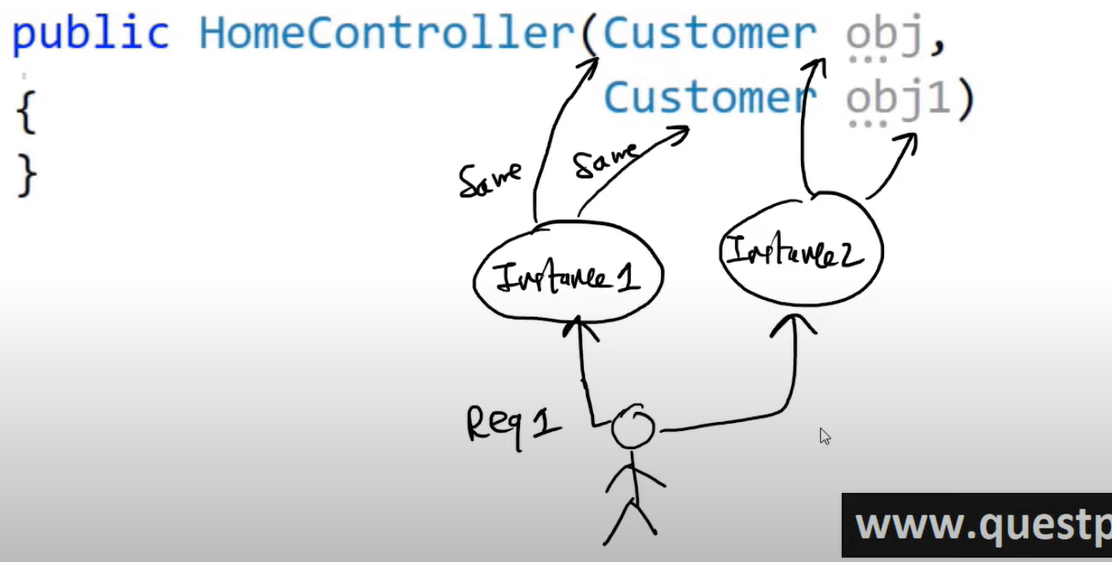 public HomeController(Customer obj,
Customer obj1)
{
}
Same
Same
Instance1
Instance2
Req 1
www.questp